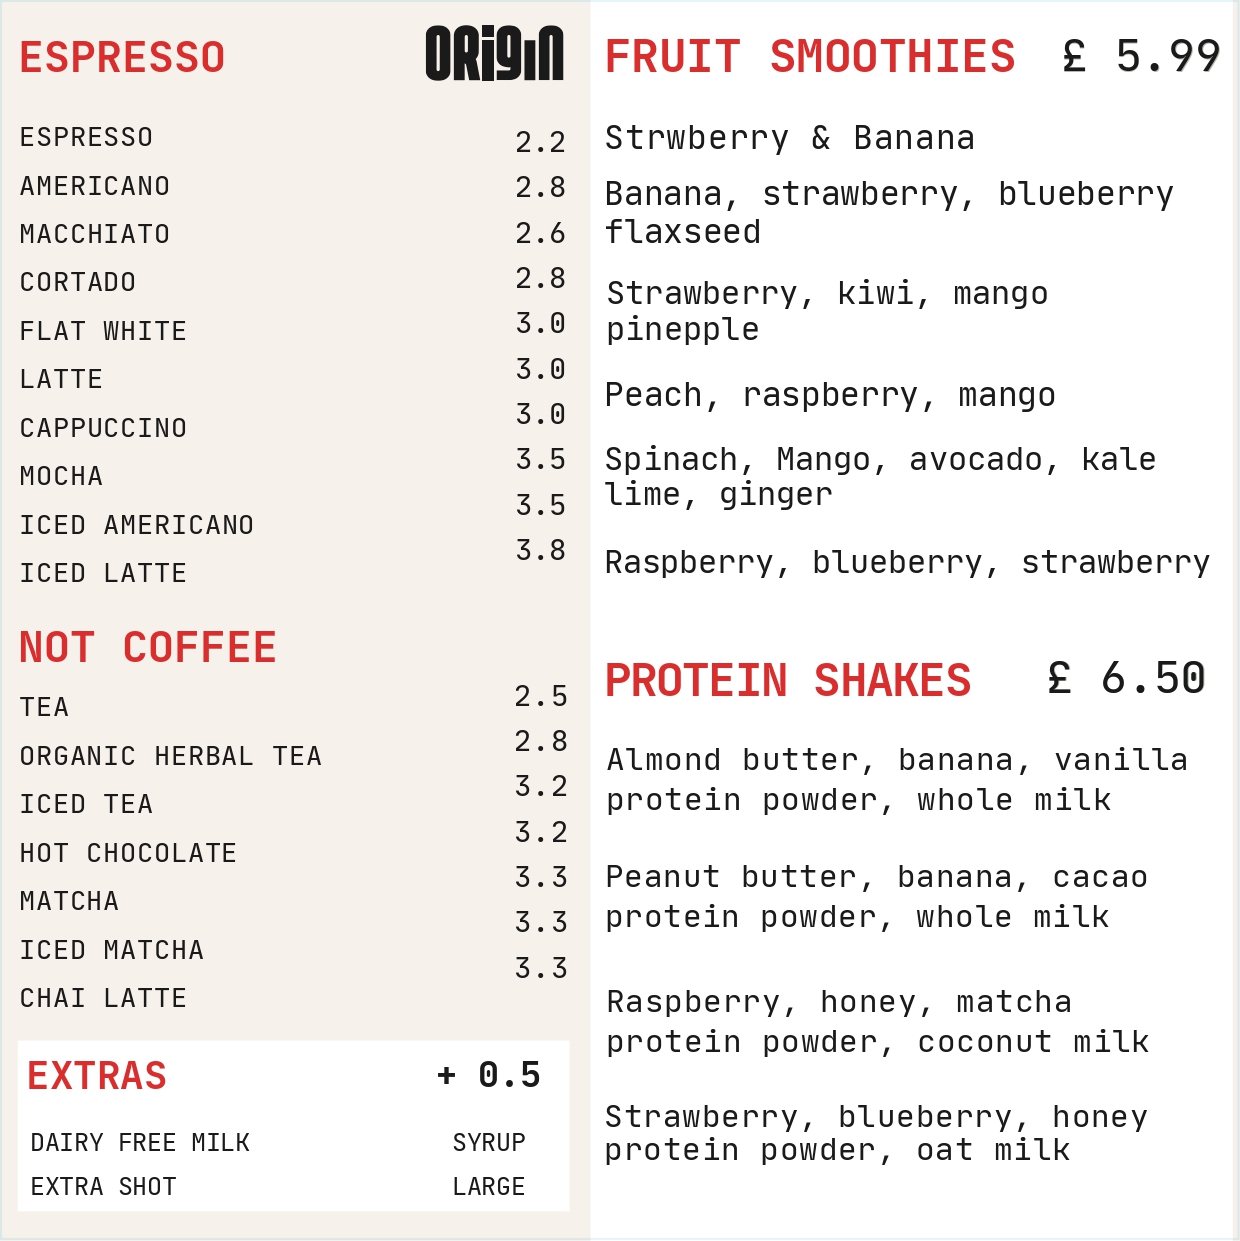 ESPRESSO
ORigin
ESPRESSO 2.2
AMERICANO 2.8
MACCHIATO 2.6
CORTADO 2.8
FLAT WHITE 3.0
LATTE 3.0
CAPPUCCINO 3.0
MOCHA 3.5
ICED AMERICANO 3.5
ICED LATTE 3.8
NOT COFFEE
TEA 2.5
ORGANIC HERBAL TEA 2.8
ICED TEA 3.2
HOT CHOCOLATE 3.2
MATCHA 3.3
ICED MATCHA 3.3
CHAI LATTE 3.3
EXTRAS + 0.5
DAIRY FREE MILK SYRUP
EXTRA SHOT LARGE
FRUIT SMOOTHIES £ 5.99
Strwberry & Banana
Banana, strawberry, blueberry
flaxseed
Strawberry, kiwi, mango
pinepple
Peach, raspberry, mango
Spinach, Mango, avocado, kale
lime, ginger
Raspberry, blueberry, strawberry
PROTEIN SHAKES £ 6.50
Almond butter, banana, vanilla
protein powder, whole milk
Peanut butter, banana, cacao
protein powder, whole milk
Raspberry, honey, matcha
protein powder, coconut milk
Strawberry, blueberry, honey
protein powder, oat milk